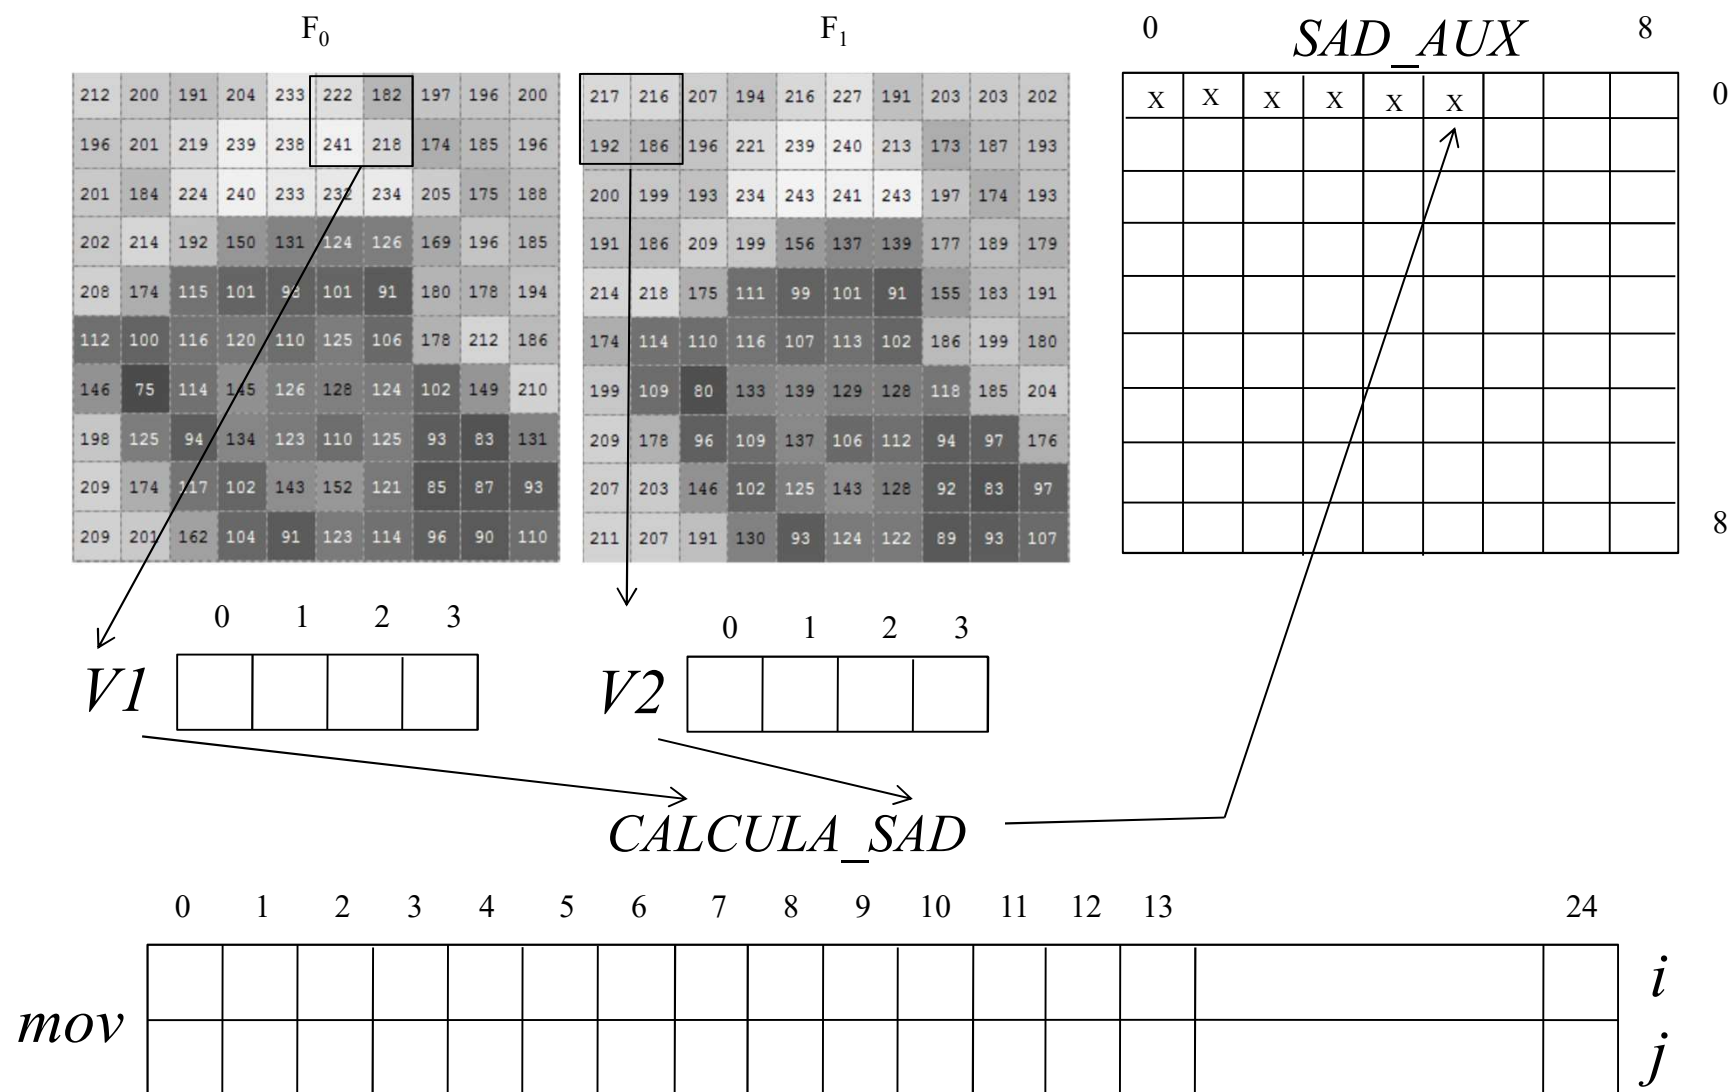 F0 F1 0 SAD_AUX 8
212 200 191 204 233 222 182 197 196 200 217 216 207 194 216 227 191 203 203 202 X X X X X X 0
196 201 219 239 238 241 218 174 185 196 192 186 196 221 239 240 213 173 187 193
201 184 224 240 233 232 234 205 175 188 200 199 193 234 243 241 243 197 174 193
202 214 192 150 131 124 126 169 196 185 191 186 209 199 156 137 139 177 189 179
208 174 115 101 98 101 91 180 178 194 214 218 175 111 99 101 91 155 183 191
112 100 116 120 110 125 106 178 212 186 174 114 110 116 107 113 102 186 199 180
146 75 114 145 126 128 124 102 149 210 199 109 80 133 139 129 128 118 185 204
198 125 94 134 123 110 125 93 83 131 209 178 96 109 137 106 112 94 97 176
209 174 117 102 143 152 121 85 87 93 207 203 146 102 125 143 128 92 83 97 8
209 201 162 104 91 123 114 96 90 110 211 207 191 130 93 124 122 89 93 107
0 1 2 3 0 1 2 3
V1 V2
CALCULA_SAD
0 1 2 3 4 5 6 7 8 9 10 11 12 13 24
i
mov
j